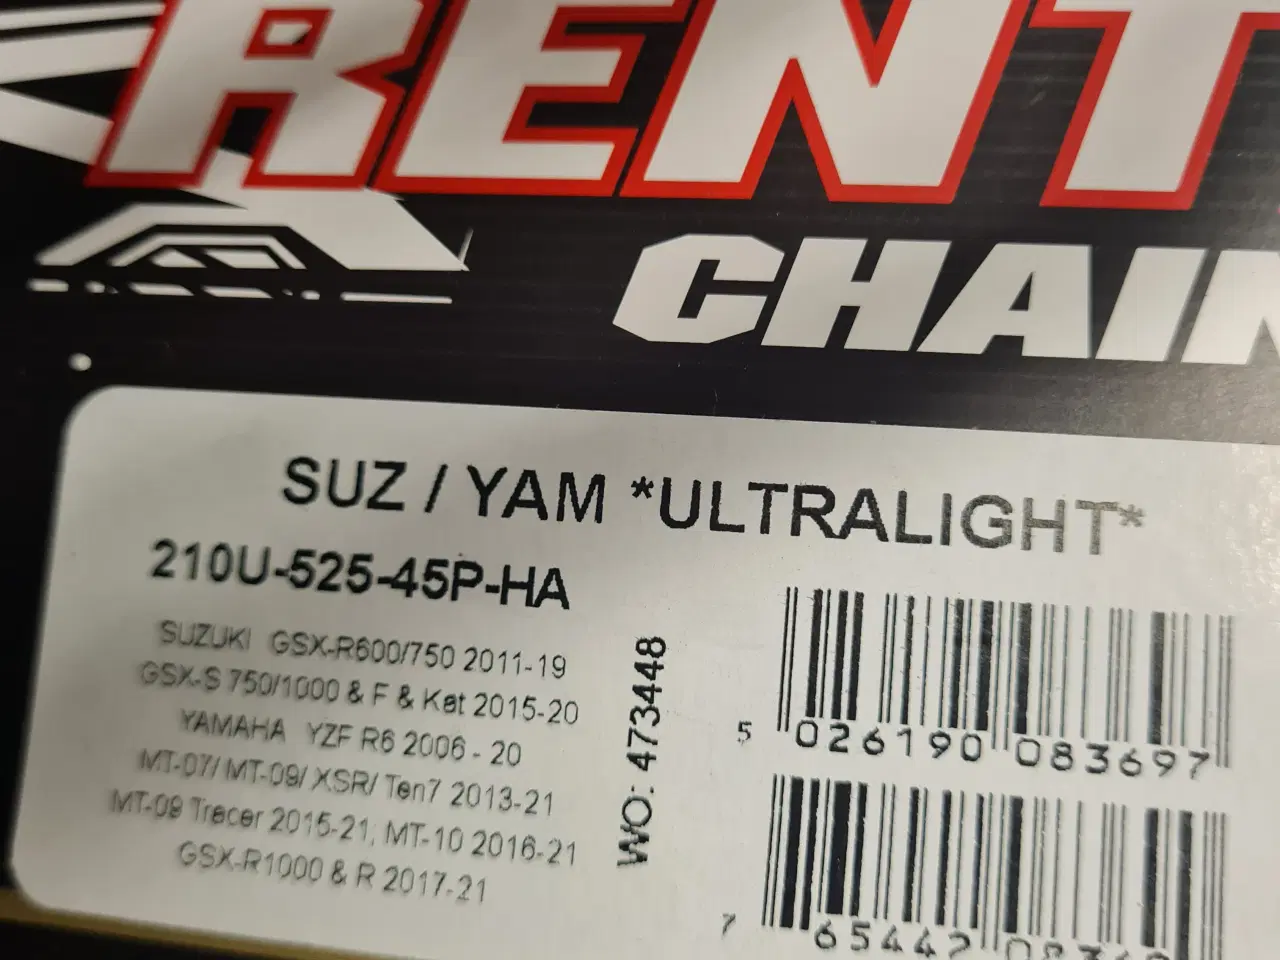 RENT
CHAIN
SUZ / YAM *ULTRALIGHT*
210U-525-45P-HA
SUZUKI GSX-R600/750 2011-19
GSX-S 750/1000 & F & Kat 2015-20
YAMAHA YZF R6 2006 - 20
MT-07/ MT-09/ XSR/ Ten7 2013-21
MT-09 Tracer 2015-21, MT-10 2016-21
GSX-R1000 & R 2017-21
WO: 473448
5 026190 083697
7 65442